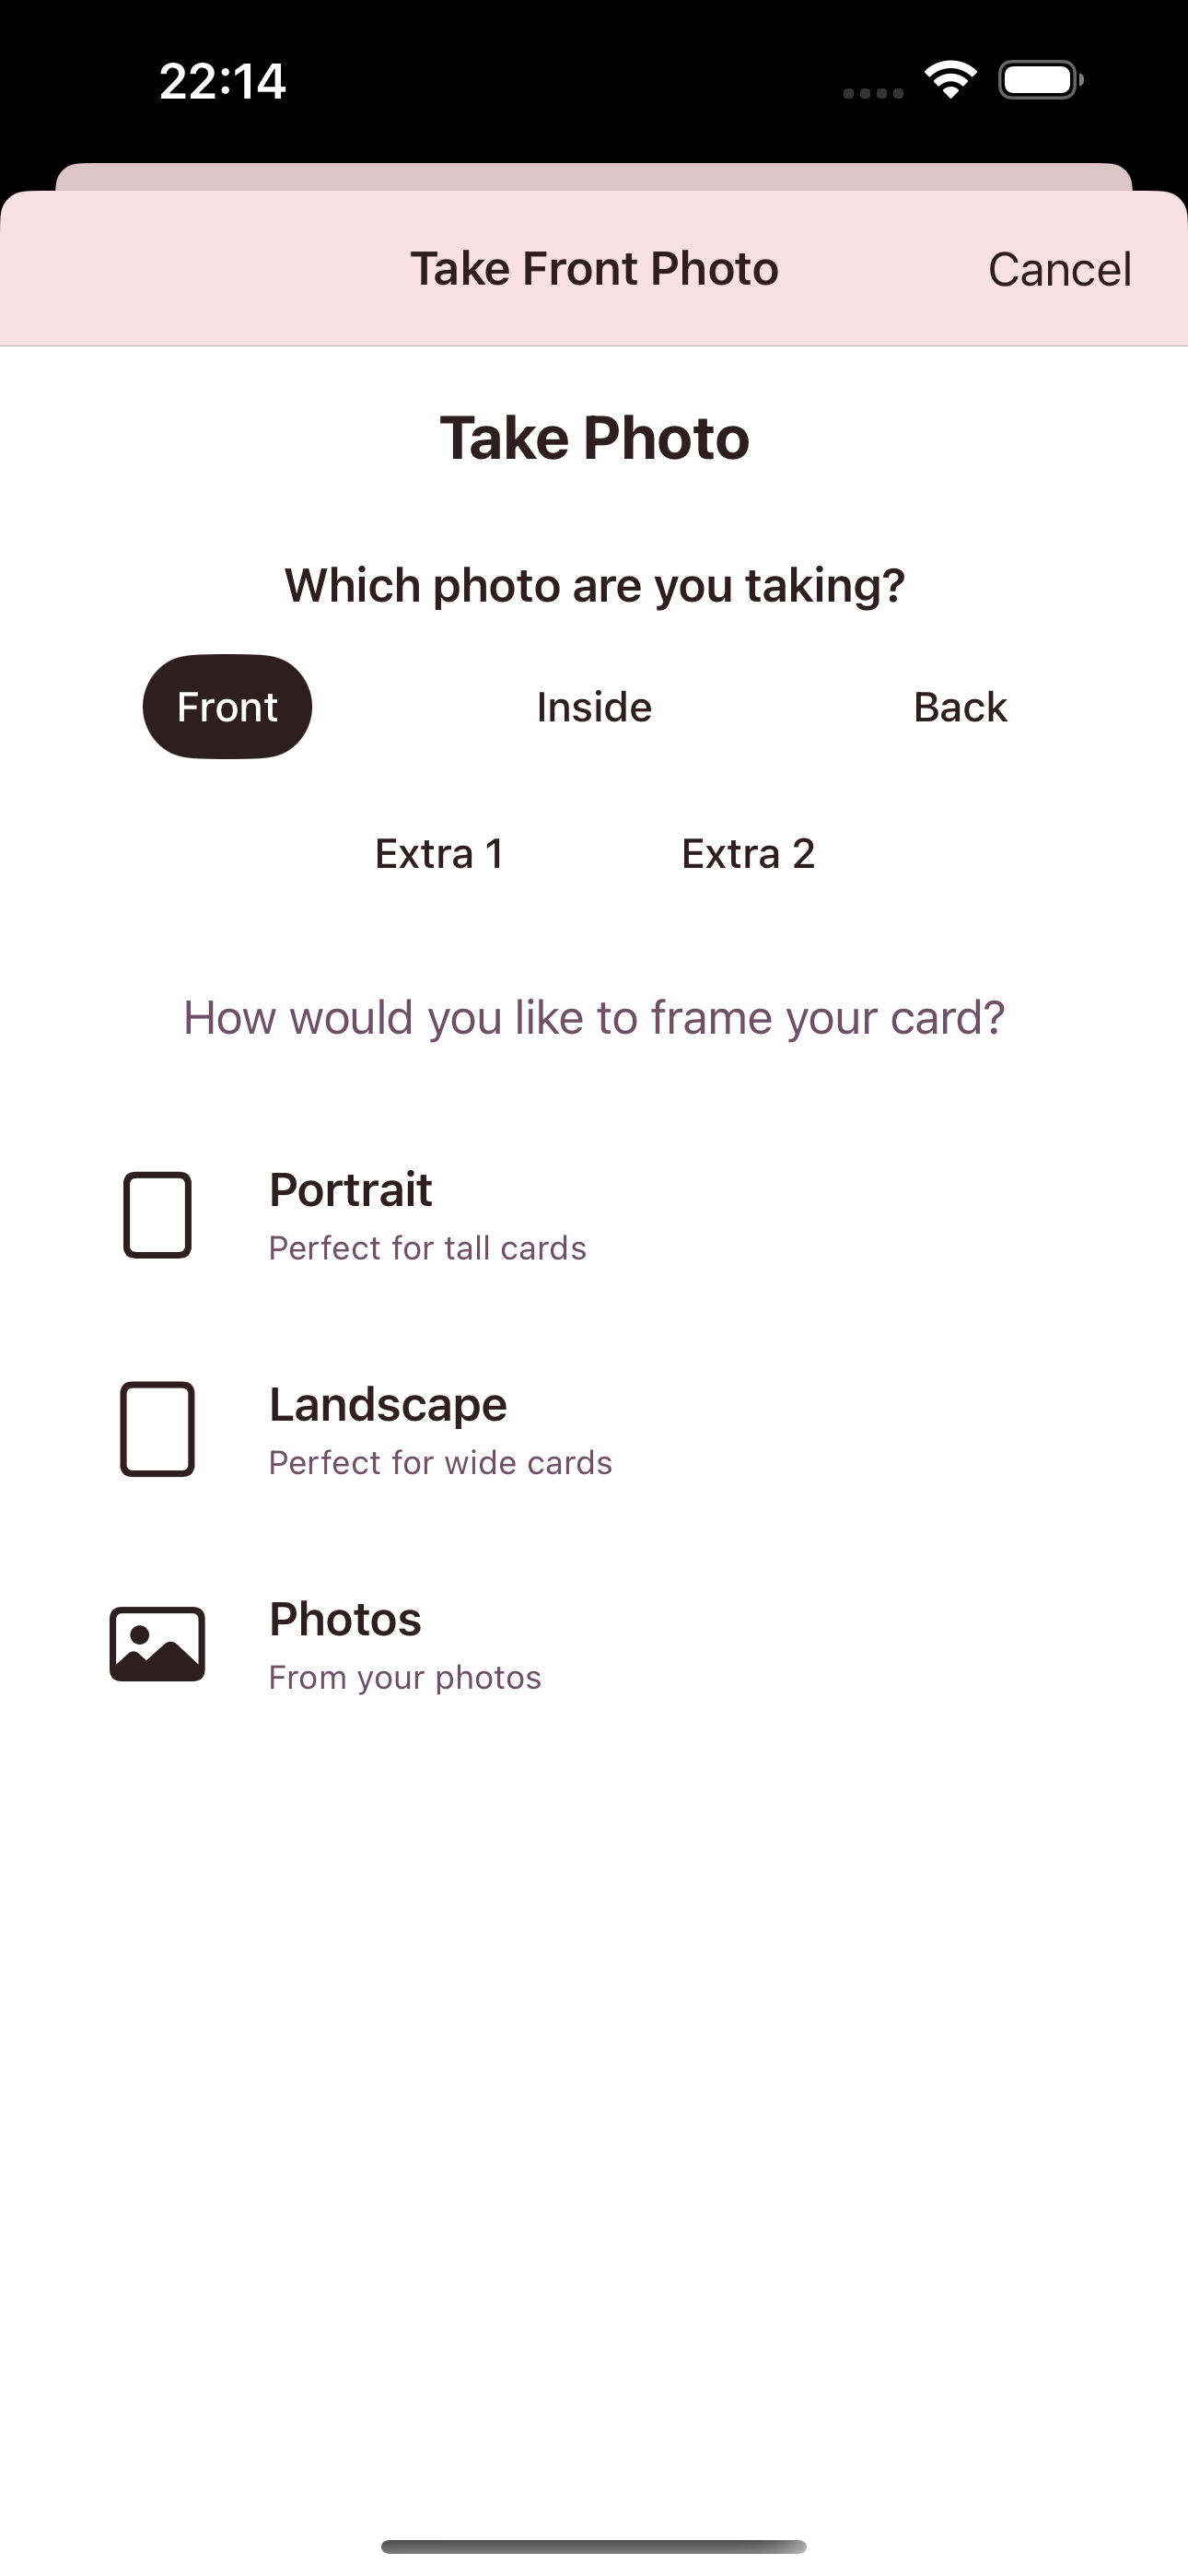 22:14
Take Front Photo
Cancel
Take Photo
Which photo are you taking?
Front
Inside
Back
Extra 1
Extra 2
How would you like to frame your card?
Portrait
Perfect for tall cards
Landscape
Perfect for wide cards
Photos
From your photos